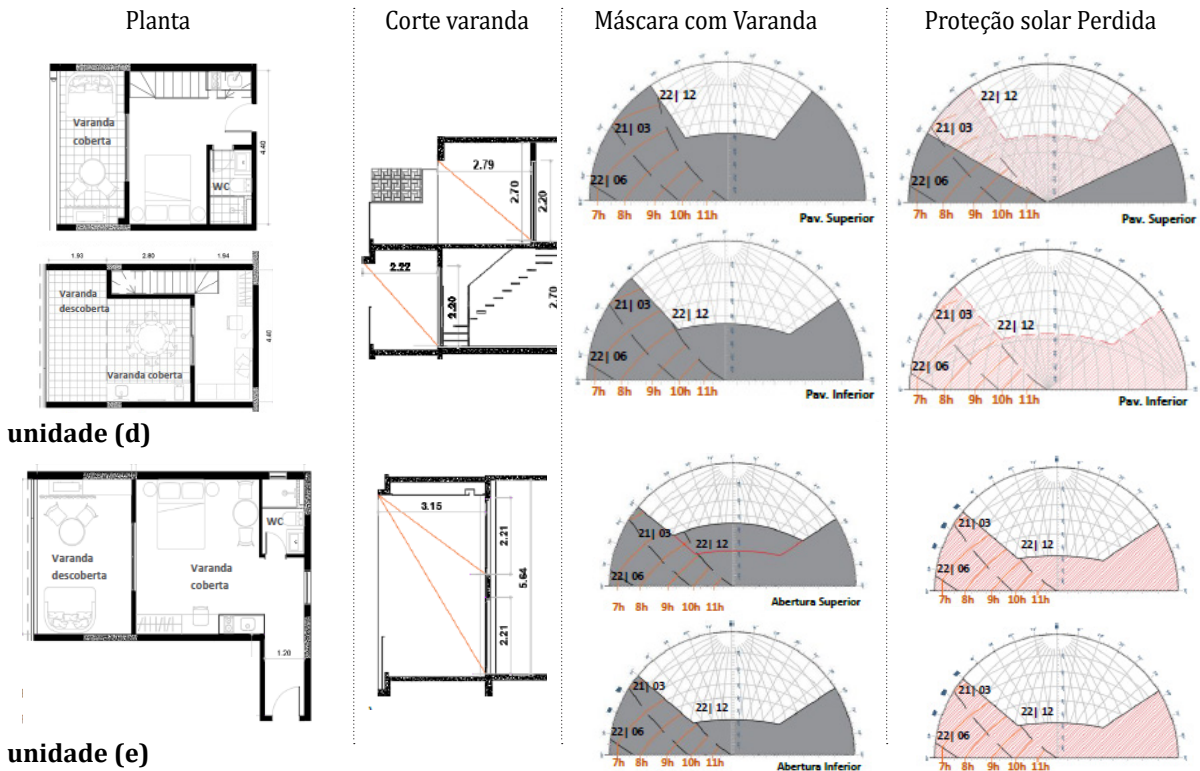 Planta
Corte varanda
Máscara com Varanda
Proteção solar Perdida
Varanda
coberta
WC
4.40
2.79
2.70
2.20
2.22
2.20
2.70
22| 12
21| 03
22| 06
7h 8h 9h 10h 11h
Pav. Superior
22| 12
21| 03
22| 06
7h 8h 9h 10h 11h
Pav. Superior
1.93 2.80 1.94
Varanda
descoberta
Varanda coberta
4.40
21| 03
22| 12
22| 06
7h 8h 9h 10h 11h
Pav. Inferior
21| 03
22| 12
22| 06
7h 8h 9h 10h 11h
Pav. Inferior
unidade (d)
WC
Varanda
descoberta
Varanda
coberta
1.20
3.15
2.21
5.64
2.21
21| 03
22| 12
22| 06
7h 8h 9h 10h 11h
Abertura Superior
21| 03
22| 12
22| 06
7h 8h 9h 10h 11h
21| 03
22| 12
22| 06
7h 8h 9h 10h 11h
Abertura Inferior
21| 03
22| 12
22| 06
7h 8h 9h 10h 11h
unidade (e)